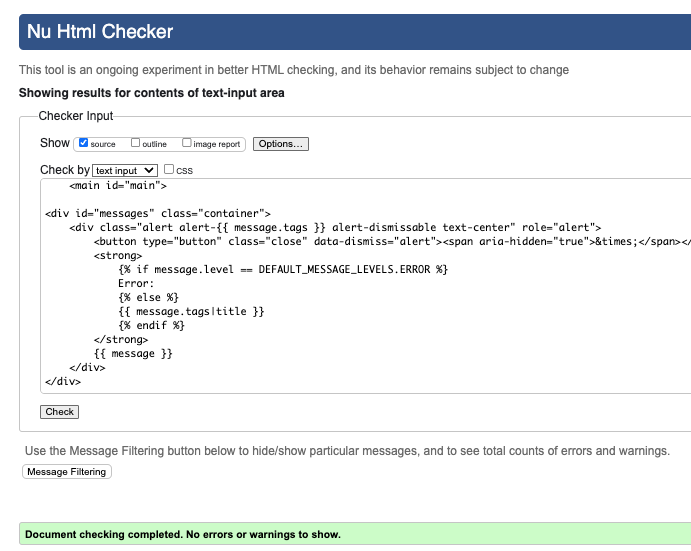 Nu Html Checker
This tool is an ongoing experiment in better HTML checking, and its behavior remains subject to change
Showing results for contents of text-input area
Checker Input
Show source outline image report Options...
Check by text input css
<main id="main">
<div id="messages" class="container">
<div class="alert alert-{{ message.tags }} alert-dismissable text-center" role="alert">
<button type="button" class="close" data-dismiss="alert"><span aria-hidden="true">&times;</span></
<strong>
{% if message.level == DEFAULT_MESSAGE_LEVELS.ERROR %}
Error:
{% else %}
{{ message.tags|title }}
{% endif %}
</strong>
{{ message }}
</div>
</div>
Check
Use the Message Filtering button below to hide/show particular messages, and to see total counts of errors and warnings.
Message Filtering
Document checking completed. No errors or warnings to show.